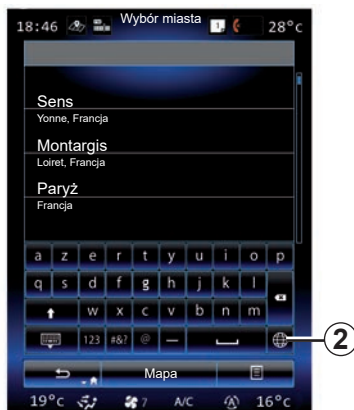 18:46 Wybór miasta 1 28°c
Sens
Yonne, Francja
Montargis
Loiret, Francja
Paryż
Francja
a z e r t y u i o p
q s d f g h j k l
w x c v b n m
123 #&? @ —
2
Mapa
19°c 7 A/C A 16°c